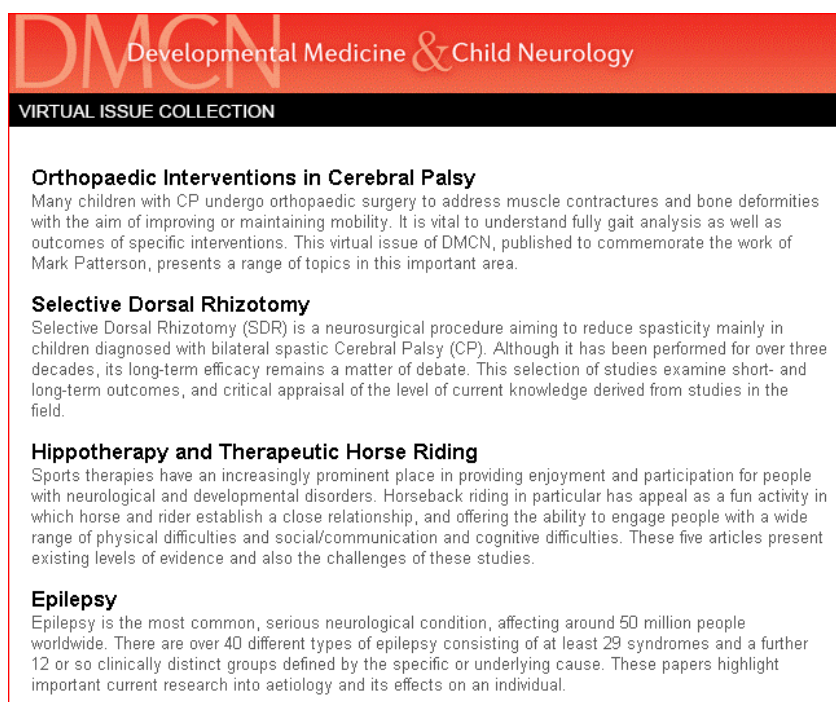 DMCN
Developmental Medicine & Child Neurology
VIRTUAL ISSUE COLLECTION
Orthopaedic Interventions in Cerebral Palsy
Many children with CP undergo orthopaedic surgery to address muscle contractures and bone deformities
with the aim of improving or maintaining mobility. It is vital to understand fully gait analysis as well as
outcomes of specific interventions. This virtual issue of DMCN, published to commemorate the work of
Mark Patterson, presents a range of topics in this important area.
Selective Dorsal Rhizotomy
Selective Dorsal Rhizotomy (SDR) is a neurosurgical procedure aiming to reduce spasticity mainly in
children diagnosed with bilateral spastic Cerebral Palsy (CP). Although it has been performed for over three
decades, its long-term efficacy remains a matter of debate. This selection of studies examine short- and
long-term outcomes, and critical appraisal of the level of current knowledge derived from studies in the
field.
Hippotherapy and Therapeutic Horse Riding
Sports therapies have an increasingly prominent place in providing enjoyment and participation for people
with neurological and developmental disorders. Horseback riding in particular has appeal as a fun activity in
which horse and rider establish a close relationship, and offering the ability to engage people with a wide
range of physical difficulties and social/communication and cognitive difficulties. These five articles present
existing levels of evidence and also the challenges of these studies.
Epilepsy
Epilepsy is the most common, serious neurological condition, affecting around 50 million people
worldwide. There are over 40 different types of epilepsy consisting of at least 29 syndromes and a further
12 or so clinically distinct groups defined by the specific or underlying cause. These papers highlight
important current research into aetiology and its effects on an individual.